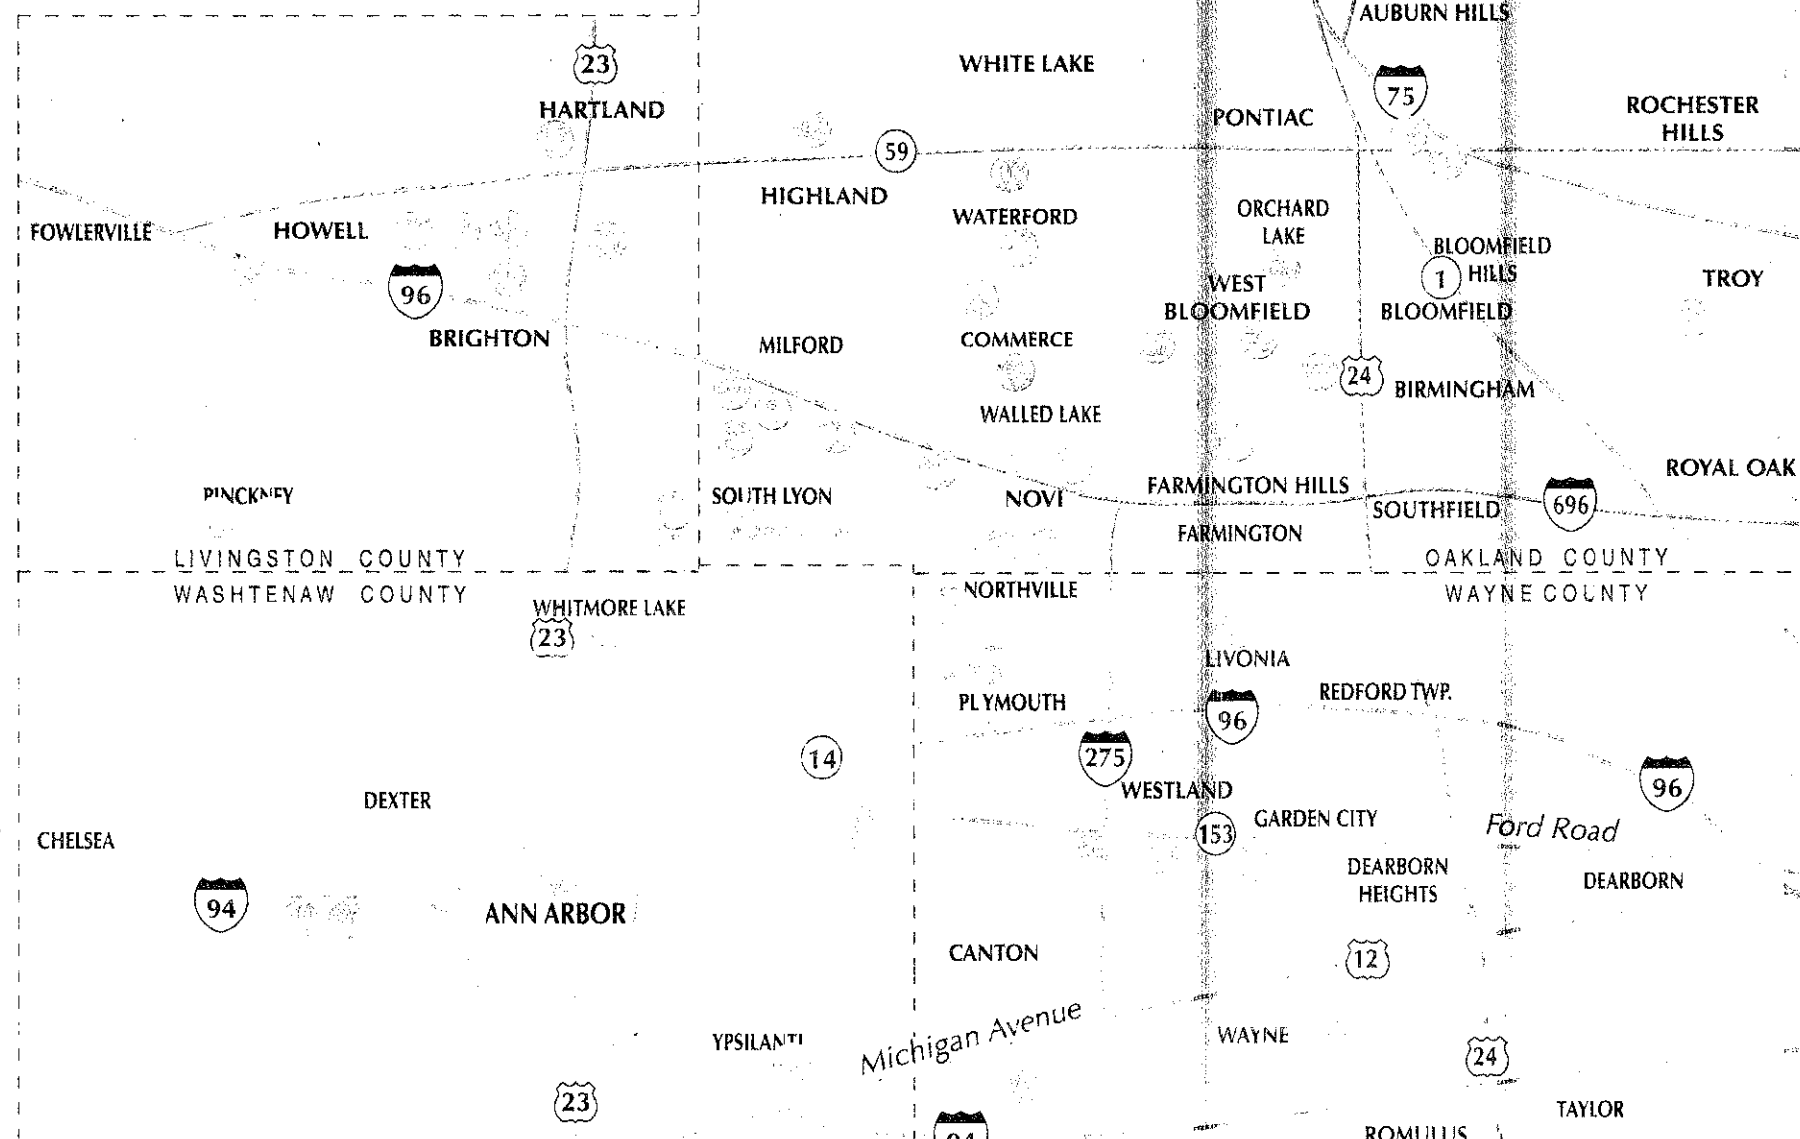 AUBURN HILLS
23
WHITE LAKE
75
HARTLAND
PONTIAC
ROCHESTER
HILLS
59
HIGHLAND
WATERFORD
ORCHARD
LAKE
FOWLERVILLE
HOWELL
BLOOMFIELD
HILLS
1
TROY
96
WEST
BLOOMFIELD
BLOOMFIELD
BRIGHTON
MILFORD
COMMERCE
24
BIRMINGHAM
WALLED LAKE
ROYAL OAK
PINCKNEY
SOUTH LYON
NOVI
FARMINGTON HILLS
SOUTHFIELD
696
FARMINGTON
LIVINGSTON COUNTY
OAKLAND COUNTY
WASHTENAW COUNTY
WAYNE COUNTY
NORTHVILLE
WHITMORE LAKE
23
LIVONIA
PLYMOUTH
REDFORD TWP.
96
14
275
WESTLAND
96
DEXTER
GARDEN CITY
153
Ford Road
CHELSEA
DEARBORN
HEIGHTS
DEARBORN
94
ANN ARBOR
CANTON
12
Michigan Avenue
YPSILANTI
WAYNE
24
23
TAYLOR
94
ROMULUS